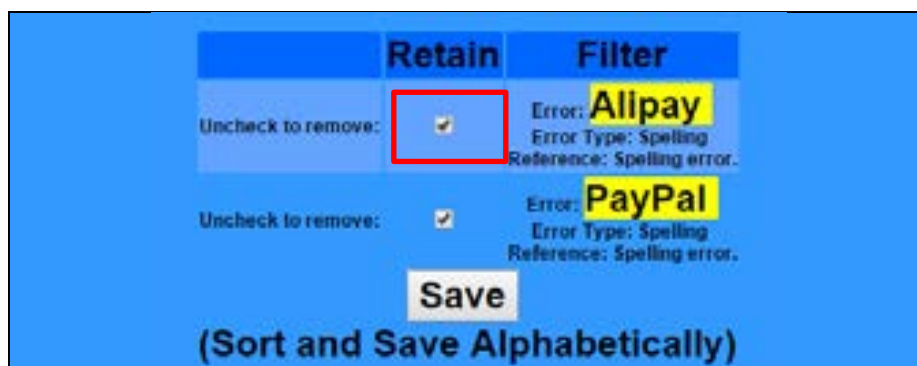 Retain Filter
Uncheck to remove: Error: Alipay
Error Type: Spelling
Reference: Spelling error.
Uncheck to remove: Error: PayPal
Error Type: Spelling
Reference: Spelling error.
Save
(Sort and Save Alphabetically)